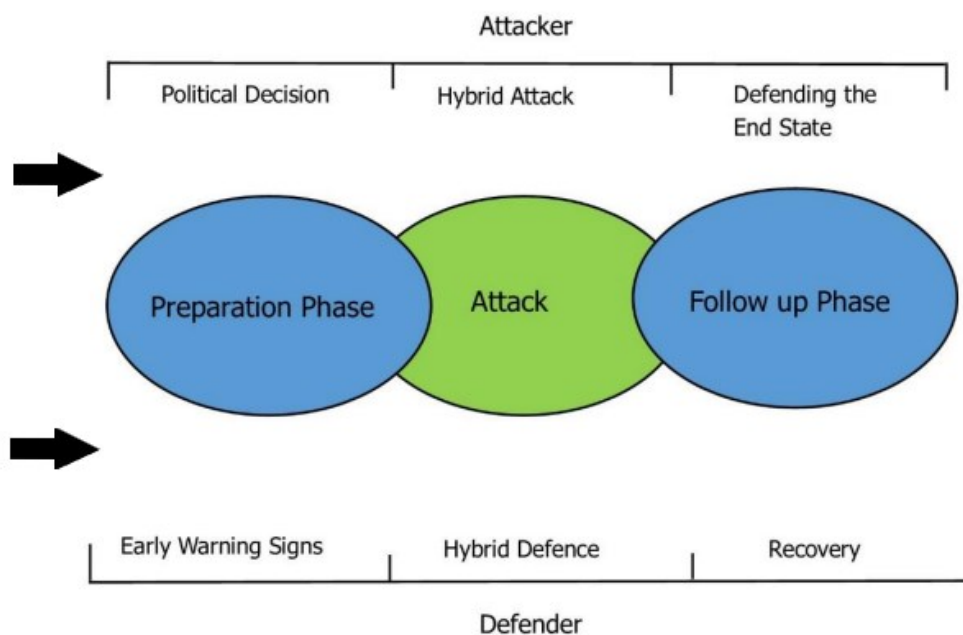 Attacker
Political Decision
Hybrid Attack
Defending the
End State
Preparation Phase
Attack
Follow up Phase
Early Warning Signs
Hybrid Defence
Recovery
Defender